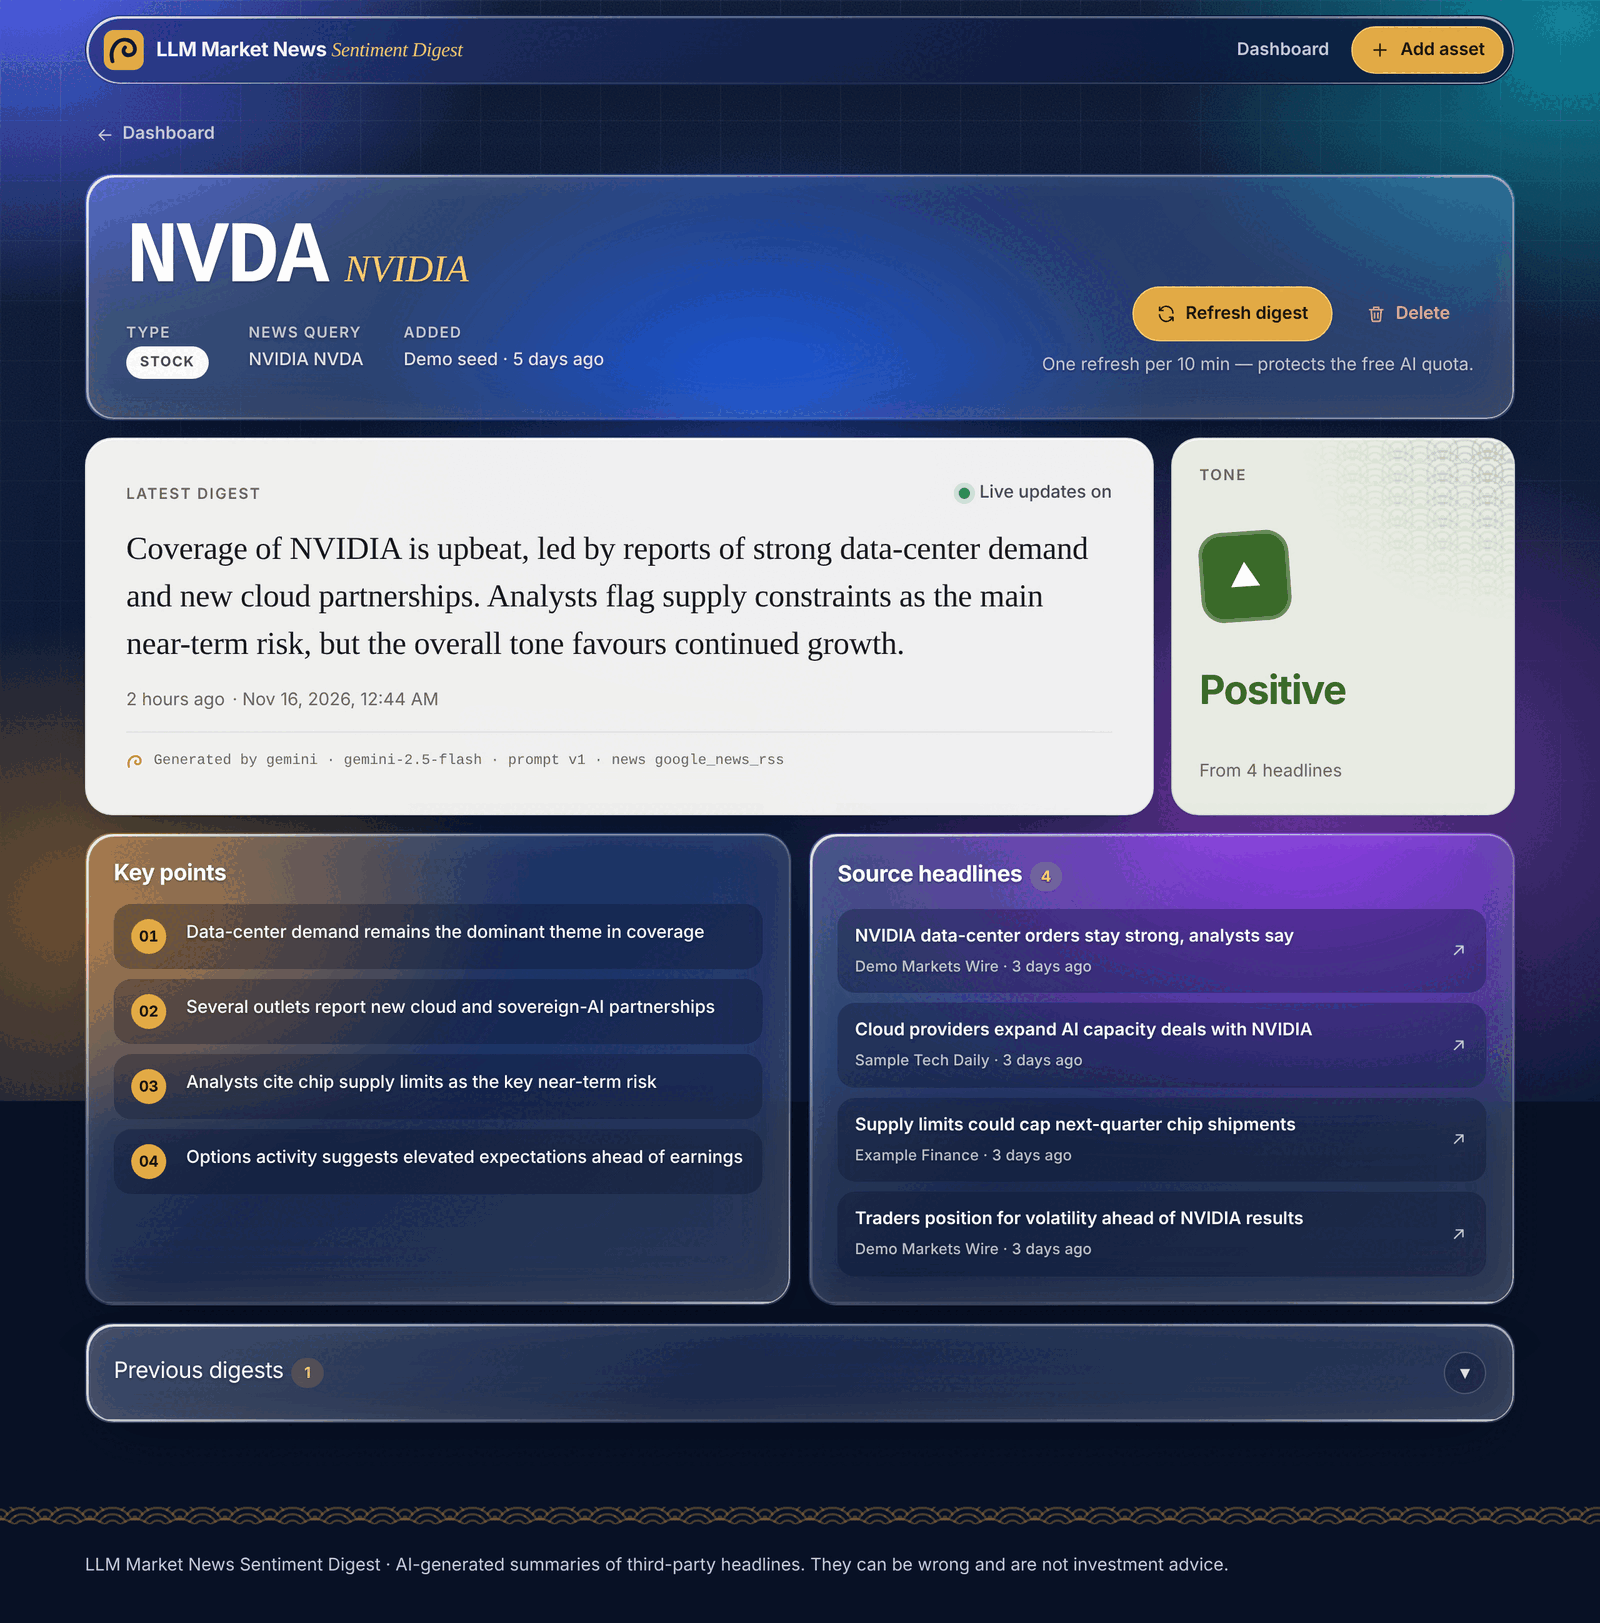 LLM Market News Sentiment Digest
Dashboard
Add asset
← Dashboard
NVDA NVIDIA
TYPE
STOCK
NEWS QUERY
NVIDIA NVDA
ADDED
Demo seed · 5 days ago
Refresh digest
Delete
One refresh per 10 min — protects the free AI quota.
LATEST DIGEST
Live updates on
Coverage of NVIDIA is upbeat, led by reports of strong data-center demand
and new cloud partnerships. Analysts flag supply constraints as the main
near-term risk, but the overall tone favours continued growth.
2 hours ago · Nov 16, 2026, 12:44 AM
Generated by gemini · gemini-2.5-flash · prompt v1 · news google_news_rss
TONE
Positive
From 4 headlines
Key points
01 Data-center demand remains the dominant theme in coverage
02 Several outlets report new cloud and sovereign-AI partnerships
03 Analysts cite chip supply limits as the key near-term risk
04 Options activity suggests elevated expectations ahead of earnings
Source headlines 4
NVIDIA data-center orders stay strong, analysts say
Demo Markets Wire · 3 days ago
Cloud providers expand AI capacity deals with NVIDIA
Sample Tech Daily · 3 days ago
Supply limits could cap next-quarter chip shipments
Example Finance · 3 days ago
Traders position for volatility ahead of NVIDIA results
Demo Markets Wire · 3 days ago
Previous digests 1
LLM Market News Sentiment Digest · AI-generated summaries of third-party headlines. They can be wrong and are not investment advice.